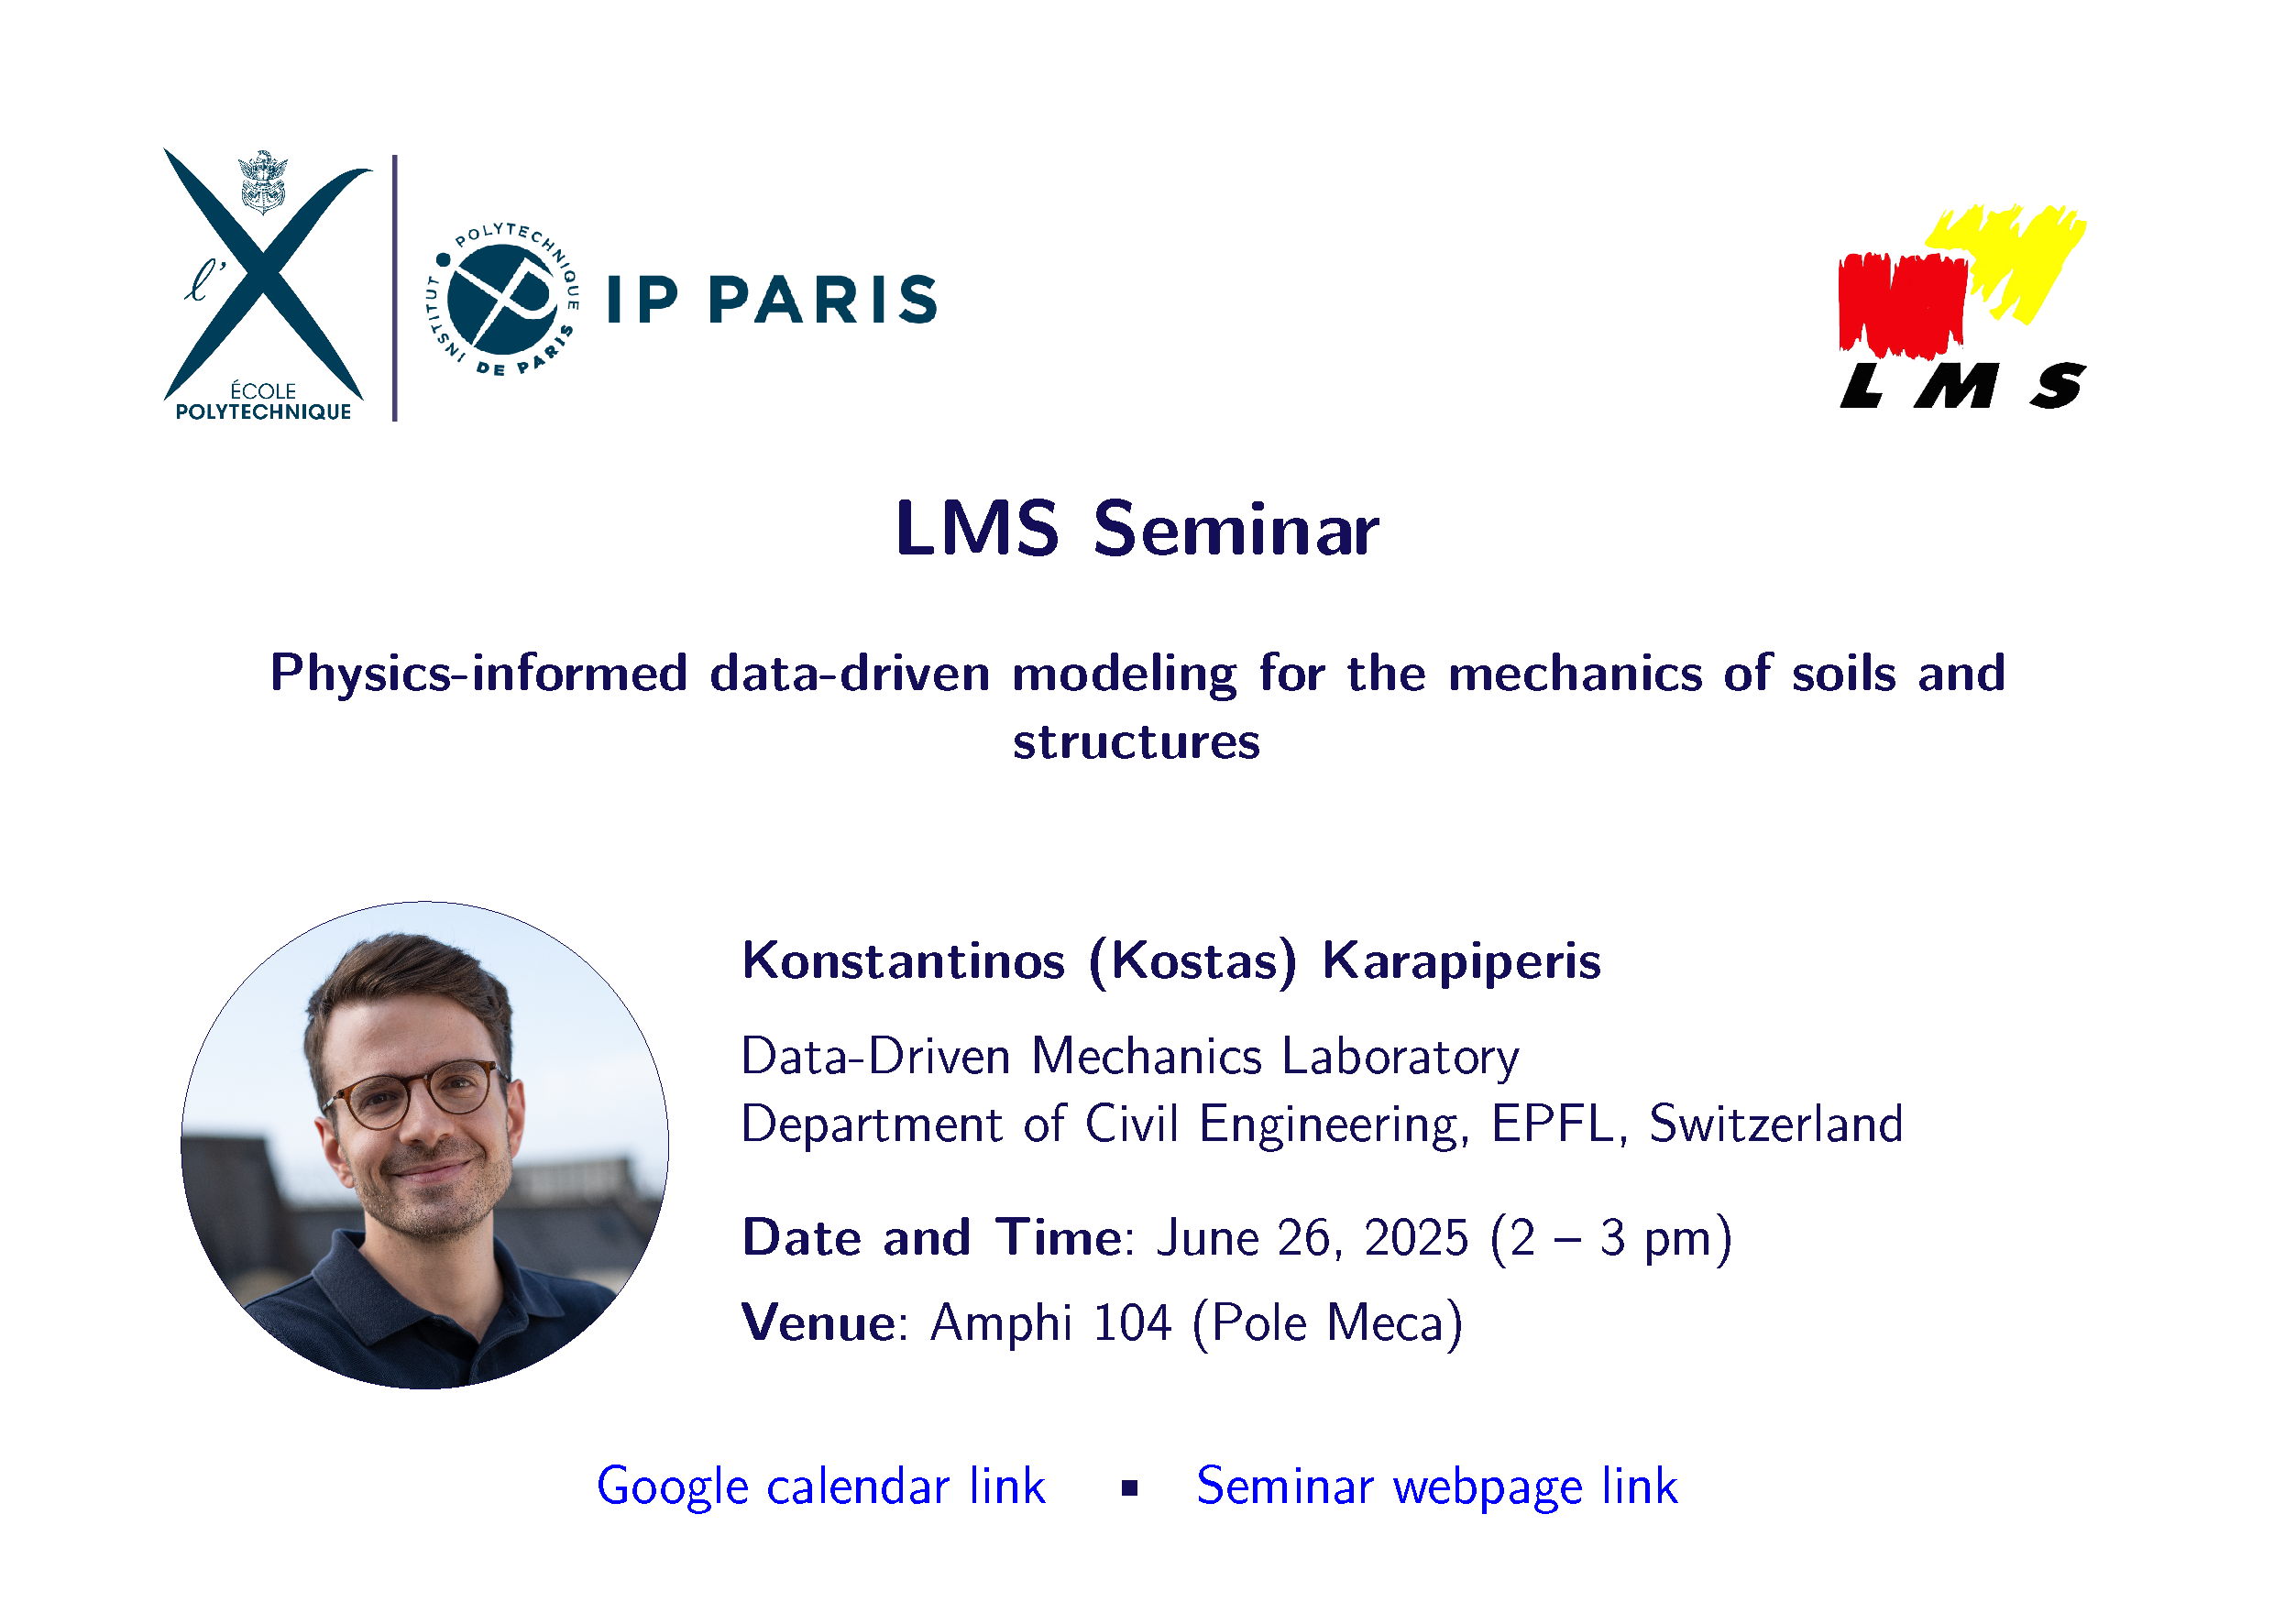 l'
ÉCOLE
POLYTECHNIQUE
INSTITUT POLYTECHNIQUE DE PARIS
IP PARIS
L M S
LMS Seminar
Physics-informed data-driven modeling for the mechanics of soils and
structures
Konstantinos (Kostas) Karapiperis
Data-Driven Mechanics Laboratory
Department of Civil Engineering, EPFL, Switzerland
Date and Time: June 26, 2025 (2 – 3 pm)
Venue: Amphi 104 (Pole Meca)
Google calendar link ▪ Seminar webpage link